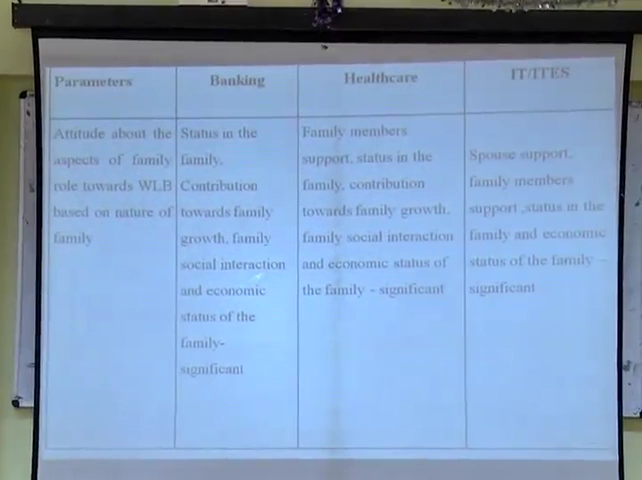 Parameters
Banking
Healthcare
IT/ITES
Attitude about the
aspects of family
role towards WLB
based on nature of
family
Status in the
family,
Contribution
towards family
growth, family
social interaction
and economic
status of the
family-
significant
Family members
support, status in the
family, contribution
towards family growth,
family social interaction
and economic status of
the family - significant
Spouse support,
family members
support ,status in the
family and economic
status of the family –
significant